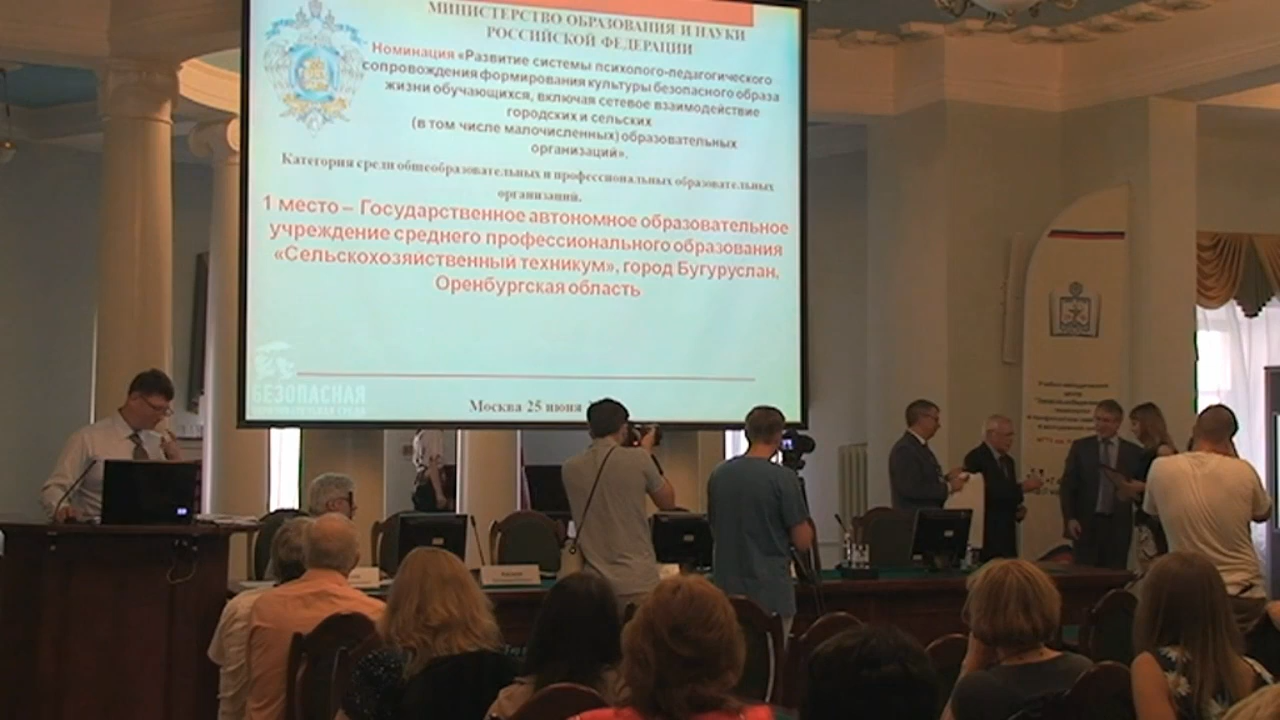 МИНИСТЕРСТВО ОБРАЗОВАНИЯ И НАУКИ
РОССИЙСКОЙ ФЕДЕРАЦИИ
Номинация «Развитие системы психолого-педагогического
сопровождения формирования культуры безопасного образа
жизни обучающихся, включая сетевое взаимодействие
городских и сельских
(в том числе малочисленных) образовательных
организаций».
Категория среди общеобразовательных и профессиональных образовательных
организаций.
1 место – Государственное автономное образовательное
учреждение среднего профессионального образования
«Сельскохозяйственный техникум», город Бугуруслан,
Оренбургская область
БЕЗОПАСНАЯ
ОБРАЗОВАТЕЛЬНАЯ СРЕДА
Москва 25 июня